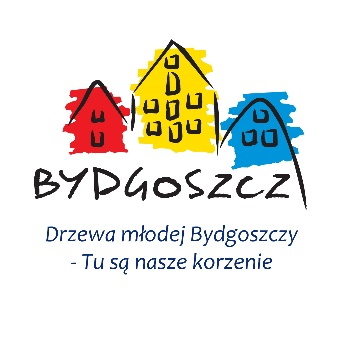 BYDGOSZCZ
Drzewa młodej Bydgoszczy
- Tu są nasze korzenie